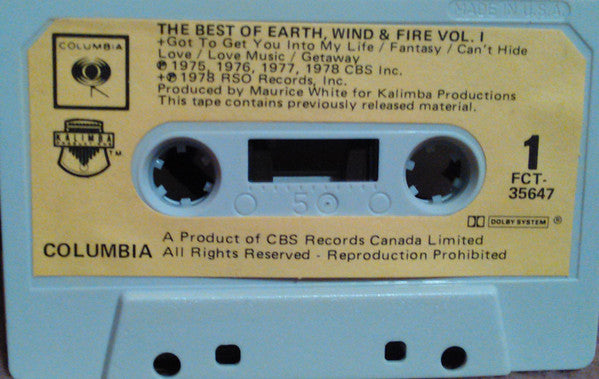 MADE IN U.S.A.
COLUMBIA
THE BEST OF EARTH, WIND & FIRE VOL. I
+Got To Get You Into My Life / Fantasy / Can't Hide
Love / Love Music / Getaway
℗ 1975, 1976, 1977, 1978 CBS Inc.
+℗ 1978 RSO Records, Inc.
Produced by Maurice White for Kalimba Productions
This tape contains previously released material.
KALIMBA
TM
1
FCT-
35647
50
DOLBY SYSTEM ®
COLUMBIA
A Product of CBS Records Canada Limited
All Rights Reserved - Reproduction Prohibited